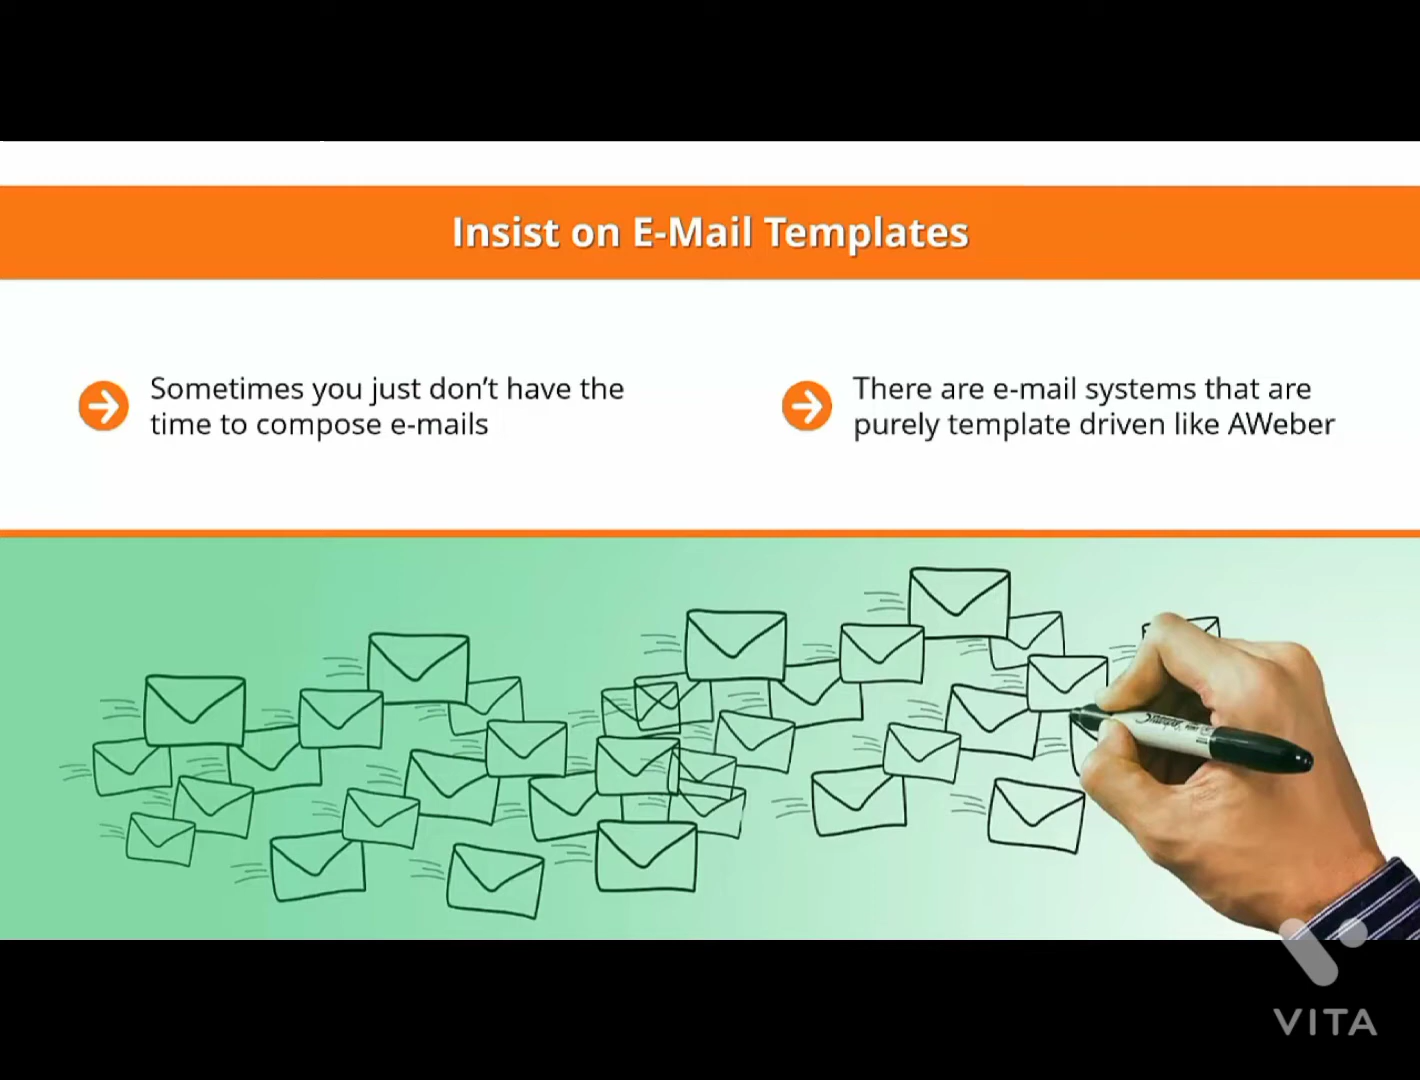 Insist on E-Mail Templates
Sometimes you just don't have the
time to compose e-mails
There are e-mail systems that are
purely template driven like AWeber
VITA